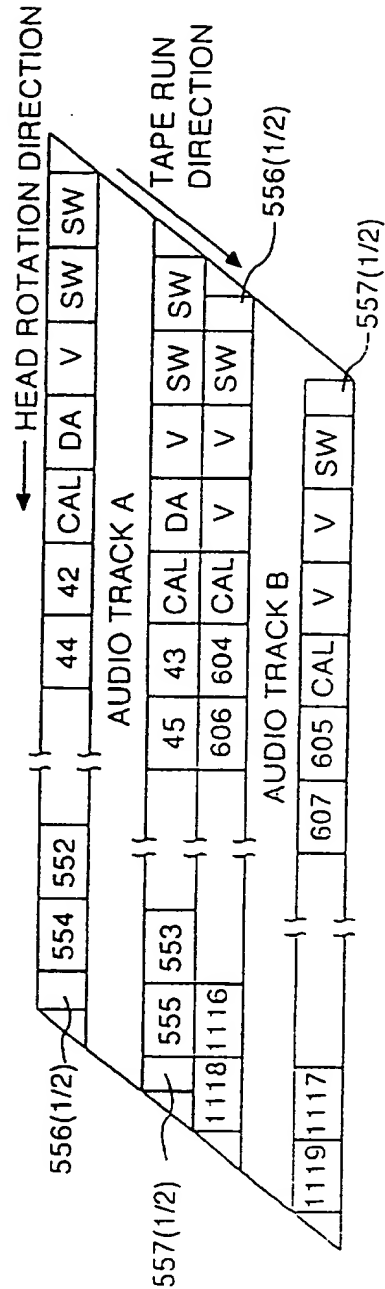 ← HEAD ROTATION DIRECTION
554 552 44 42 CAL DA V SW SW
556(1/2)
AUDIO TRACK A
TAPE RUN DIRECTION
555 553 45 43 CAL DA V SW SW
557(1/2)
1118 1116 606 604 CAL V V SW
556(1/2)
AUDIO TRACK B
1119 1117 607 605 CAL V V SW
557(1/2)